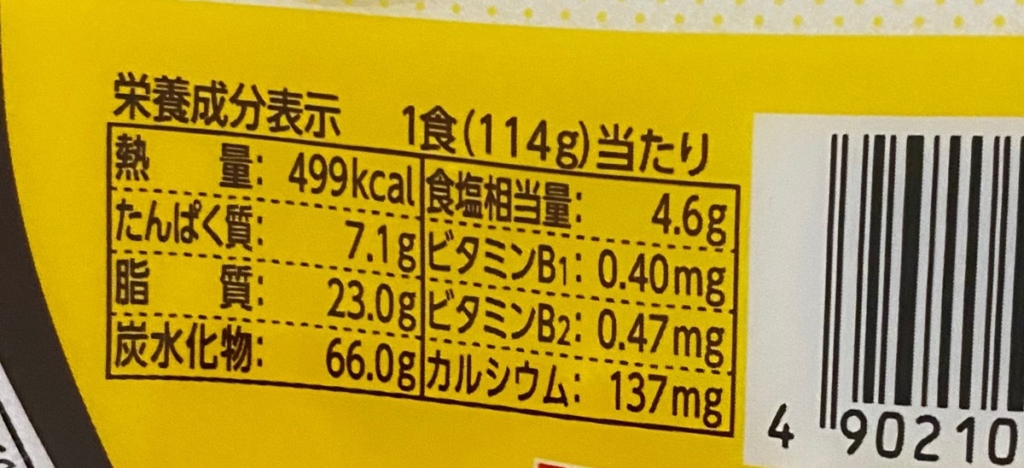 栄養成分表示 1食(114g)当たり
熱量: 499kcal 食塩相当量: 4.6g
たんぱく質: 7.1g ビタミンB1: 0.40mg
脂質: 23.0g ビタミンB2: 0.47mg
炭水化物: 66.0g カルシウム: 137mg
4 90210